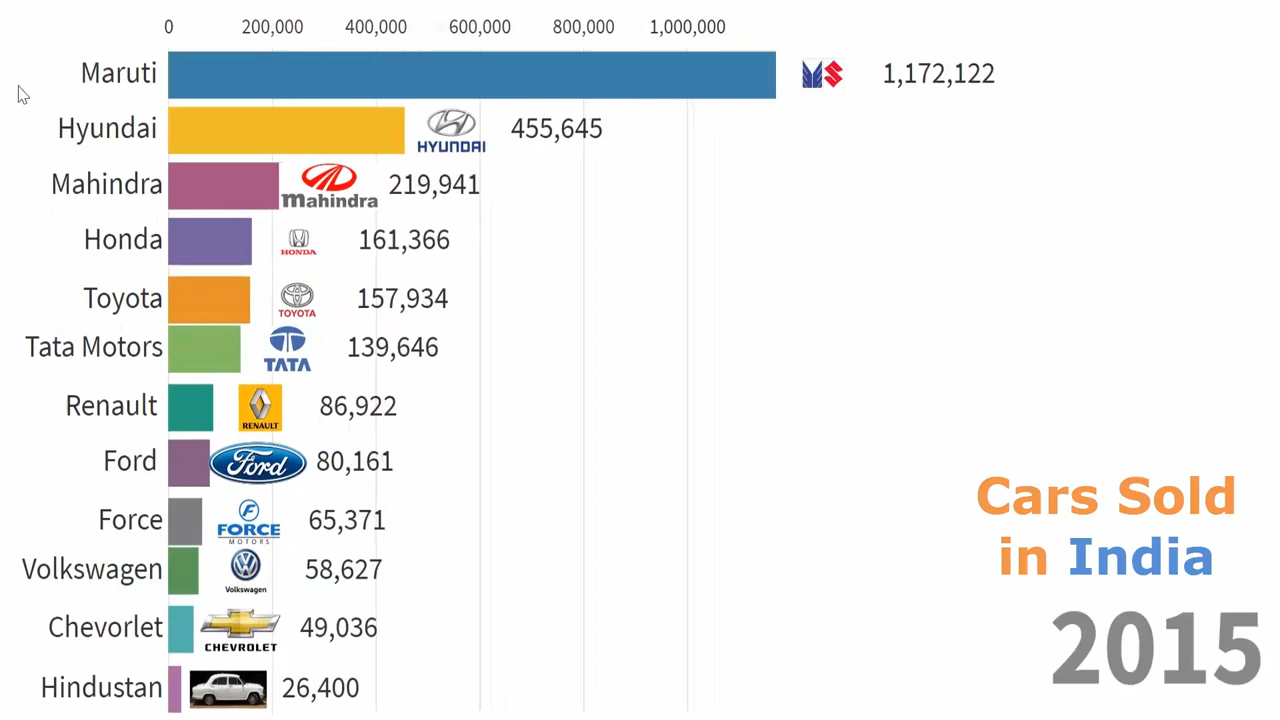 0 200,000 400,000 600,000 800,000 1,000,000
Maruti 1,172,122
Hyundai HYUNDAI 455,645
Mahindra mahindra 219,941
Honda HONDA 161,366
Toyota TOYOTA 157,934
Tata Motors TATA 139,646
Renault RENAULT 86,922
Ford Ford 80,161
Force FORCE MOTORS 65,371
Volkswagen Volkswagen 58,627
Chevorlet CHEVROLET 49,036
Hindustan 26,400
Cars Sold
in India
2015